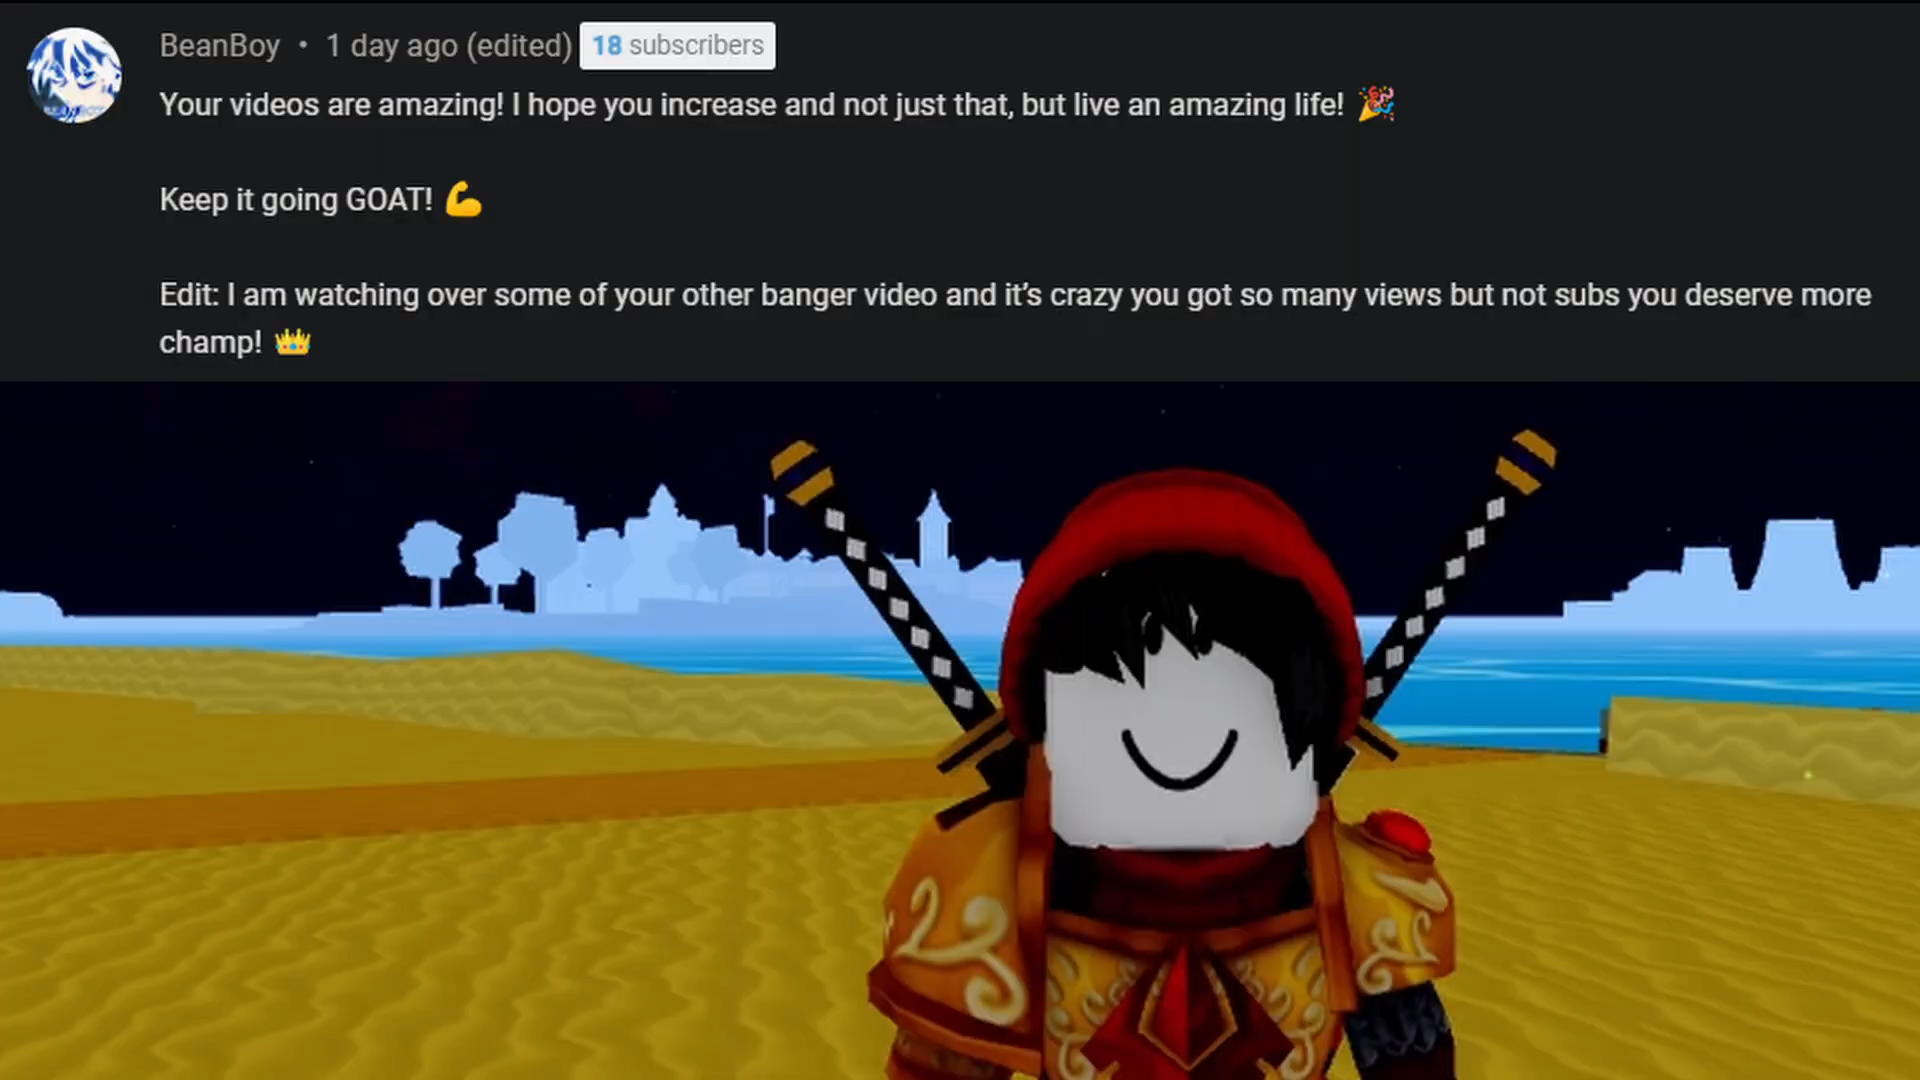 BeanBoy • 1 day ago (edited) 18 subscribers
Your videos are amazing! I hope you increase and not just that, but live an amazing life! 🎉
Keep it going GOAT! 💪
Edit: I am watching over some of your other banger video and it’s crazy you got so many views but not subs you deserve more
champ! 👑